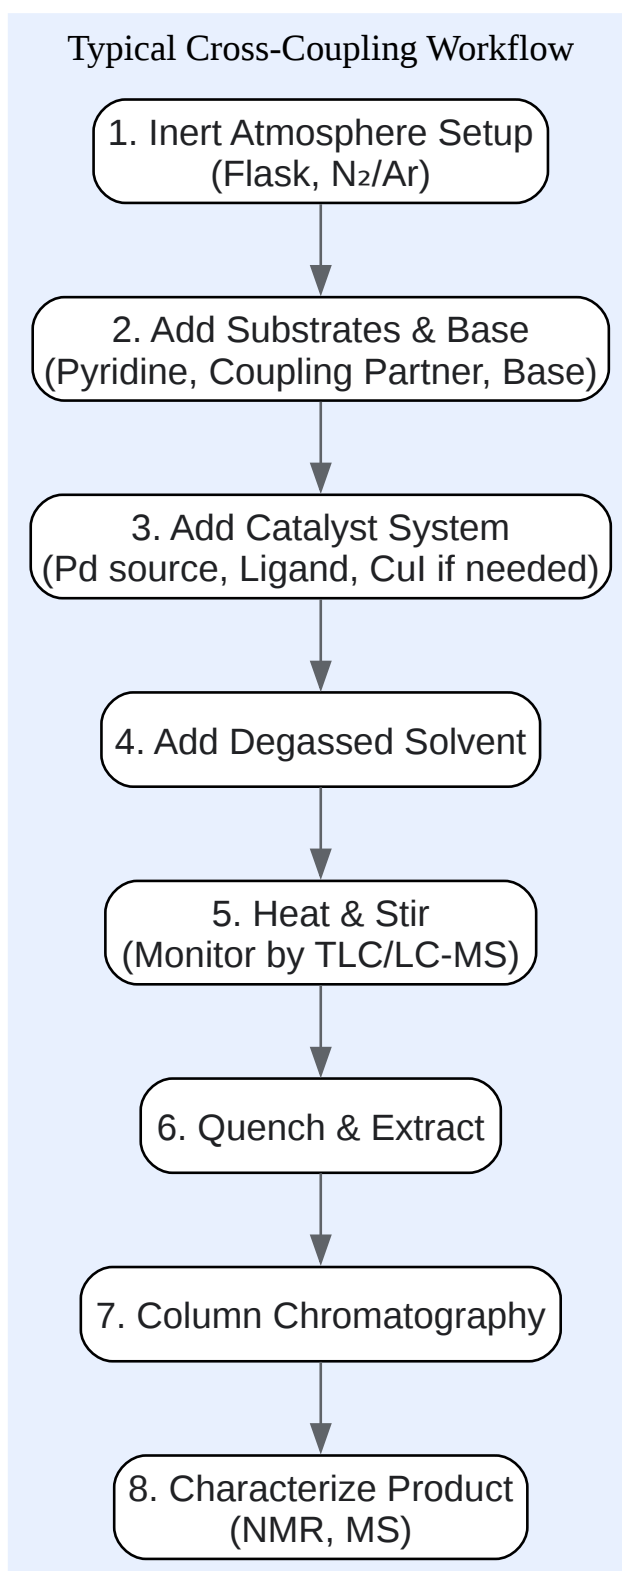 Typical Cross-Coupling Workflow
1. Inert Atmosphere Setup
(Flask, N₂/Ar)
2. Add Substrates & Base
(Pyridine, Coupling Partner, Base)
3. Add Catalyst System
(Pd source, Ligand, CuI if needed)
4. Add Degassed Solvent
5. Heat & Stir
(Monitor by TLC/LC-MS)
6. Quench & Extract
7. Column Chromatography
8. Characterize Product
(NMR, MS)